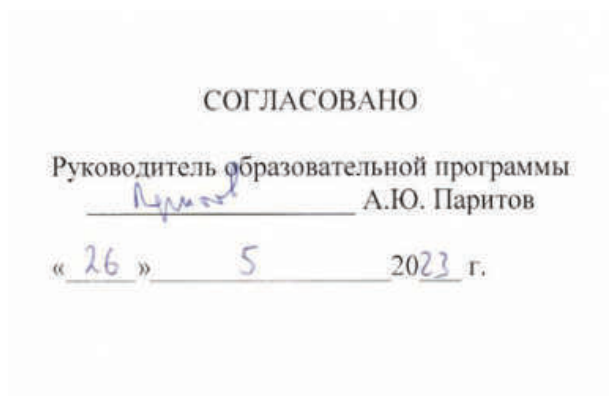 СОГЛАСОВАНО
Руководитель образовательной программы
А.Ю. Паритов
« 26 » 5 2023 г.